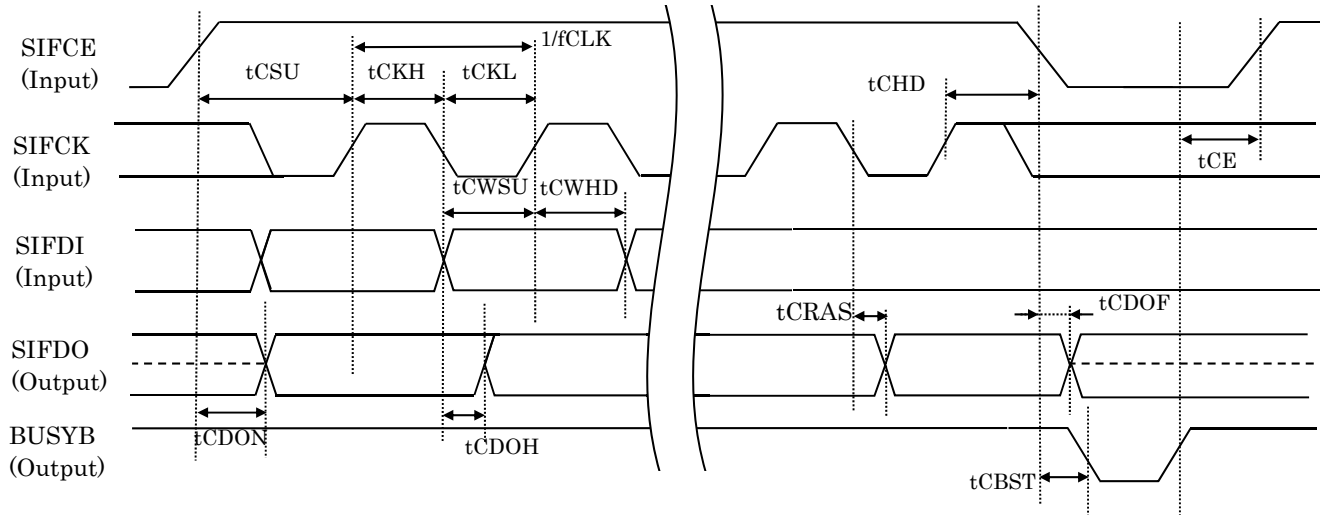 SIFCE
(Input)
1/fCLK
tCSU
tCKH
tCKL
tCHD
SIFCK
(Input)
tCE
tCWSU
tCWHD
SIFDI
(Input)
tCRAS
tCDOF
SIFDO
(Output)
tCDON
tCDOH
BUSYB
(Output)
tCBST